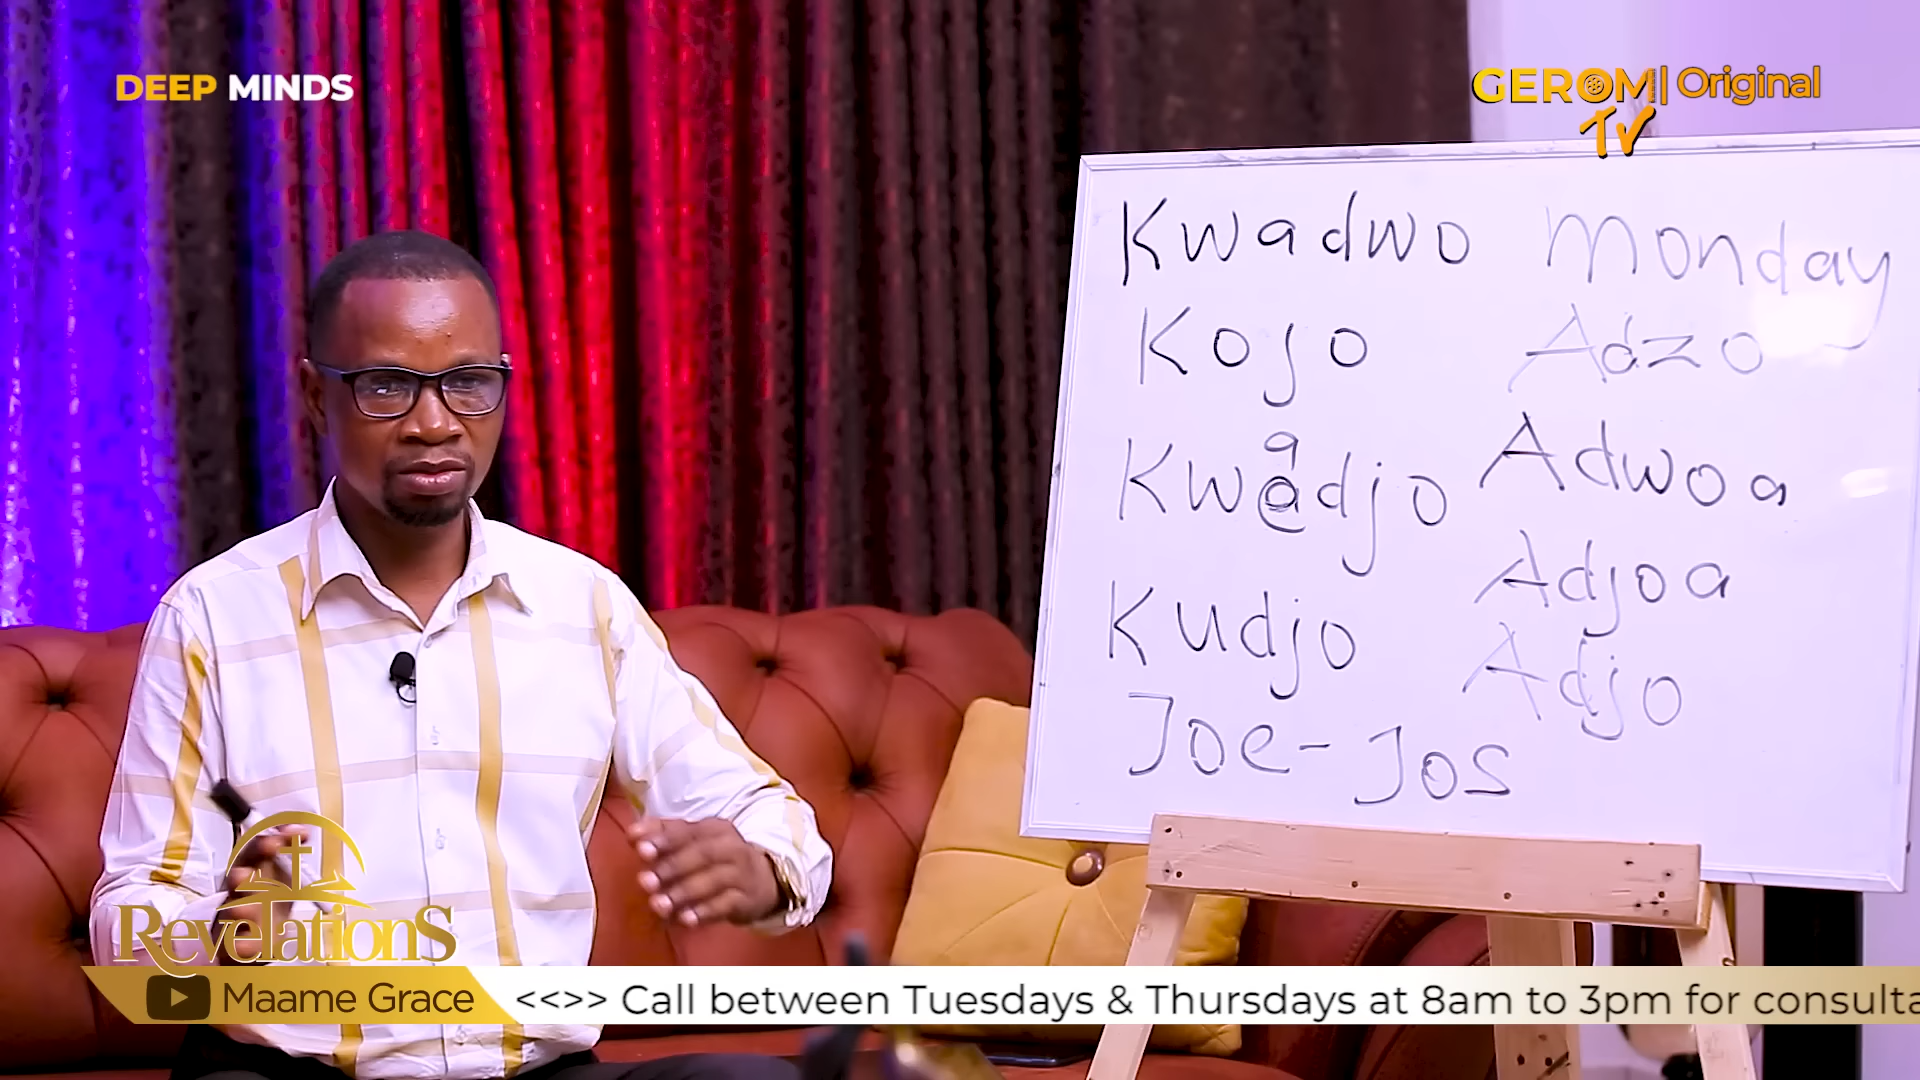 DEEP MINDS
GEROM TV | Original
Kwadwo Monday
Kojo Adzo
a
Kwadjo Adwoa
Adjoa
Kudjo Adjo
Joe- Jos
RevelationS
Maame Grace
<<>> Call between Tuesdays & Thursdays at 8am to 3pm for consulta